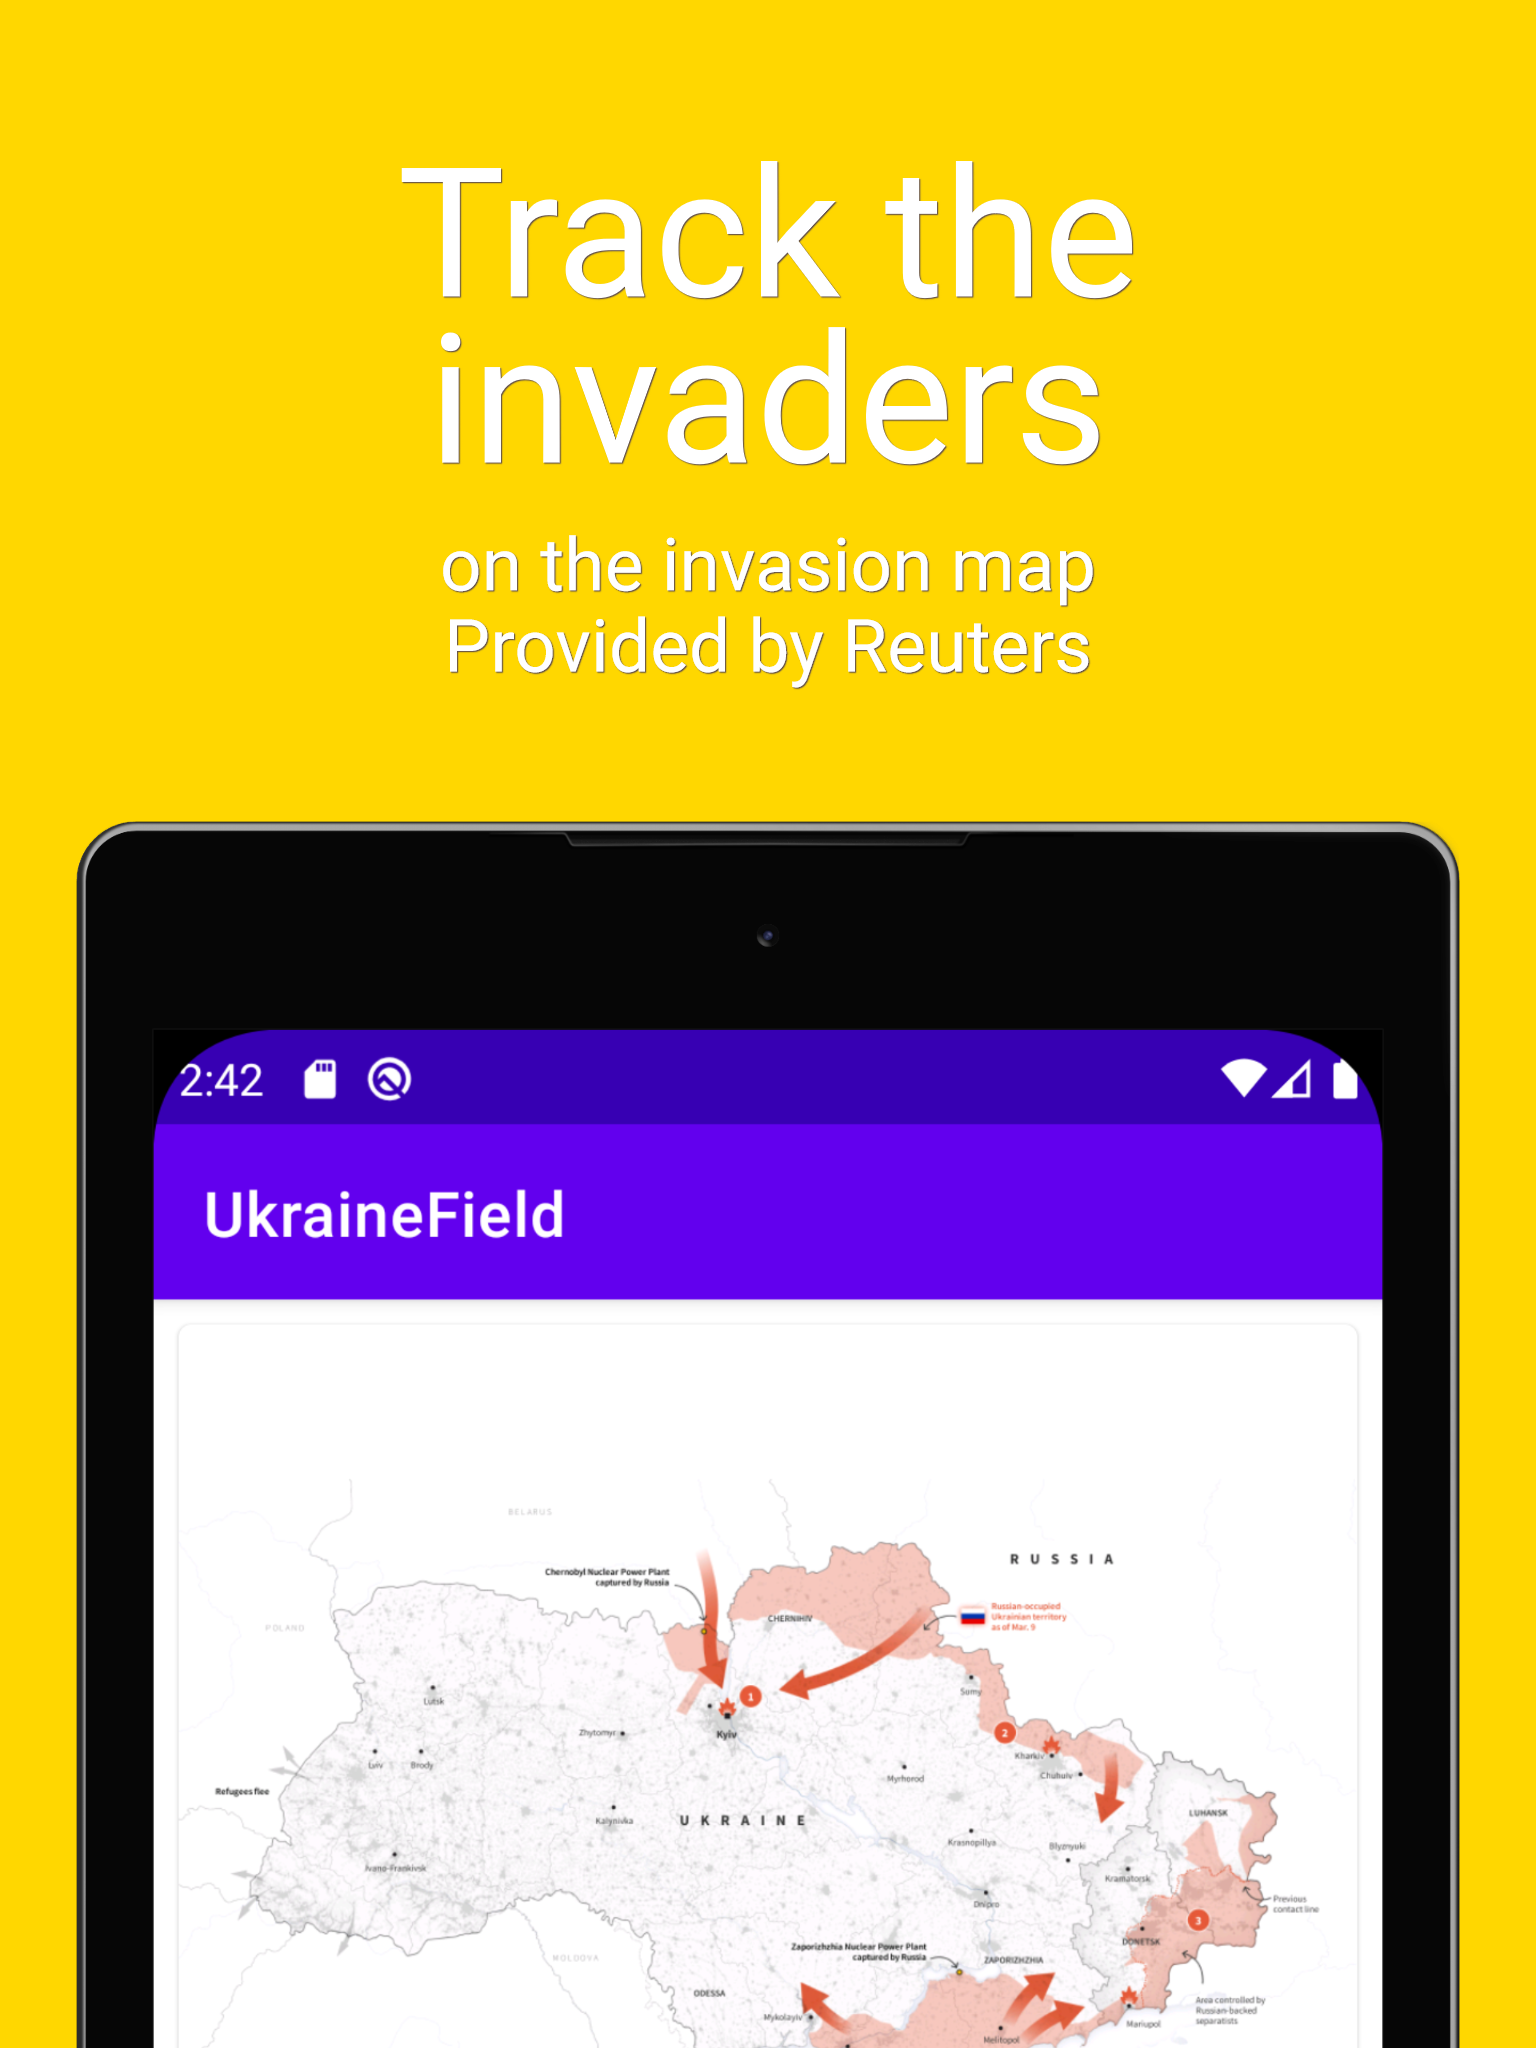 Track the
invaders
on the invasion map
Provided by Reuters
2:42
UkraineField
BELARUS
RUSSIA
Chernobyl Nuclear Power Plant
captured by Russia
CHERNIHIV
Russian-occupied
Ukrainian territory
as of Mar. 9
POLAND
Sumy
Lutsk
1
Kyiv
Zhytomyr
2
Kharkiv
Lviv
Brody
Chuhuiv
Myrhorod
Refugees flee
Kalynivka
UKRAINE
LUHANSK
Krasnopillya
Blyznyuki
Ivano-Frankivsk
Kramatorsk
Dnipro
Previous
contact line
3
DONETSK
Zaporizhzhia Nuclear Power Plant
captured by Russia
ZAPORIZHZHIA
MOLDOVA
ODESSA
Area controlled by
Russian-backed
separatists
Mykolayiv
Mariupol
Melitopol